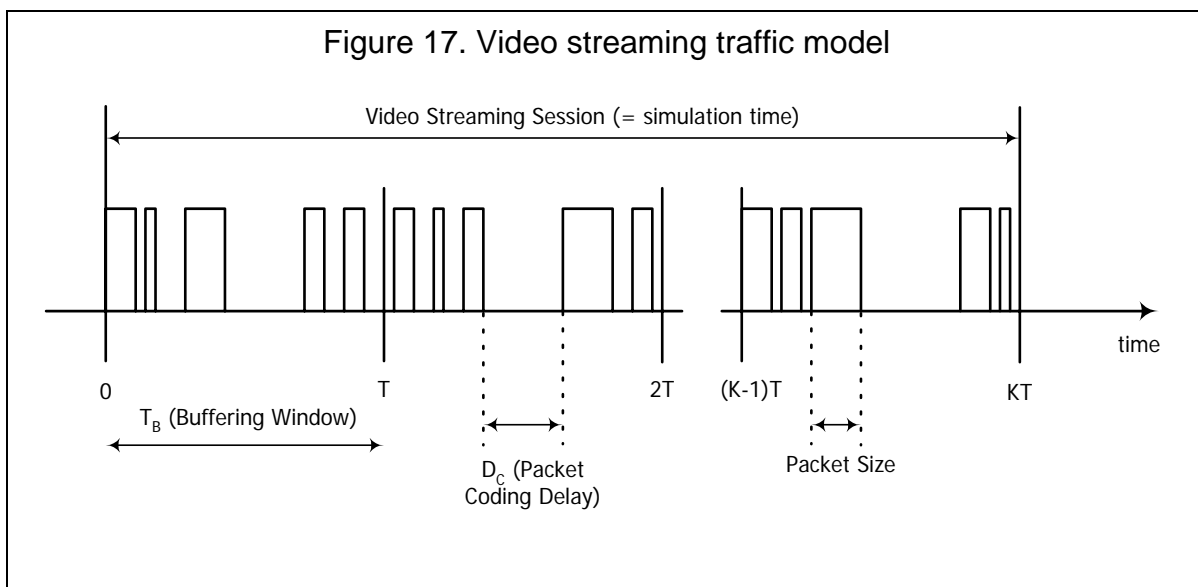 Figure 17. Video streaming traffic model
Video Streaming Session (= simulation time)
time
0
T
2T
(K-1)T
KT
T_B (Buffering Window)
D_C (Packet
Coding Delay)
Packet Size